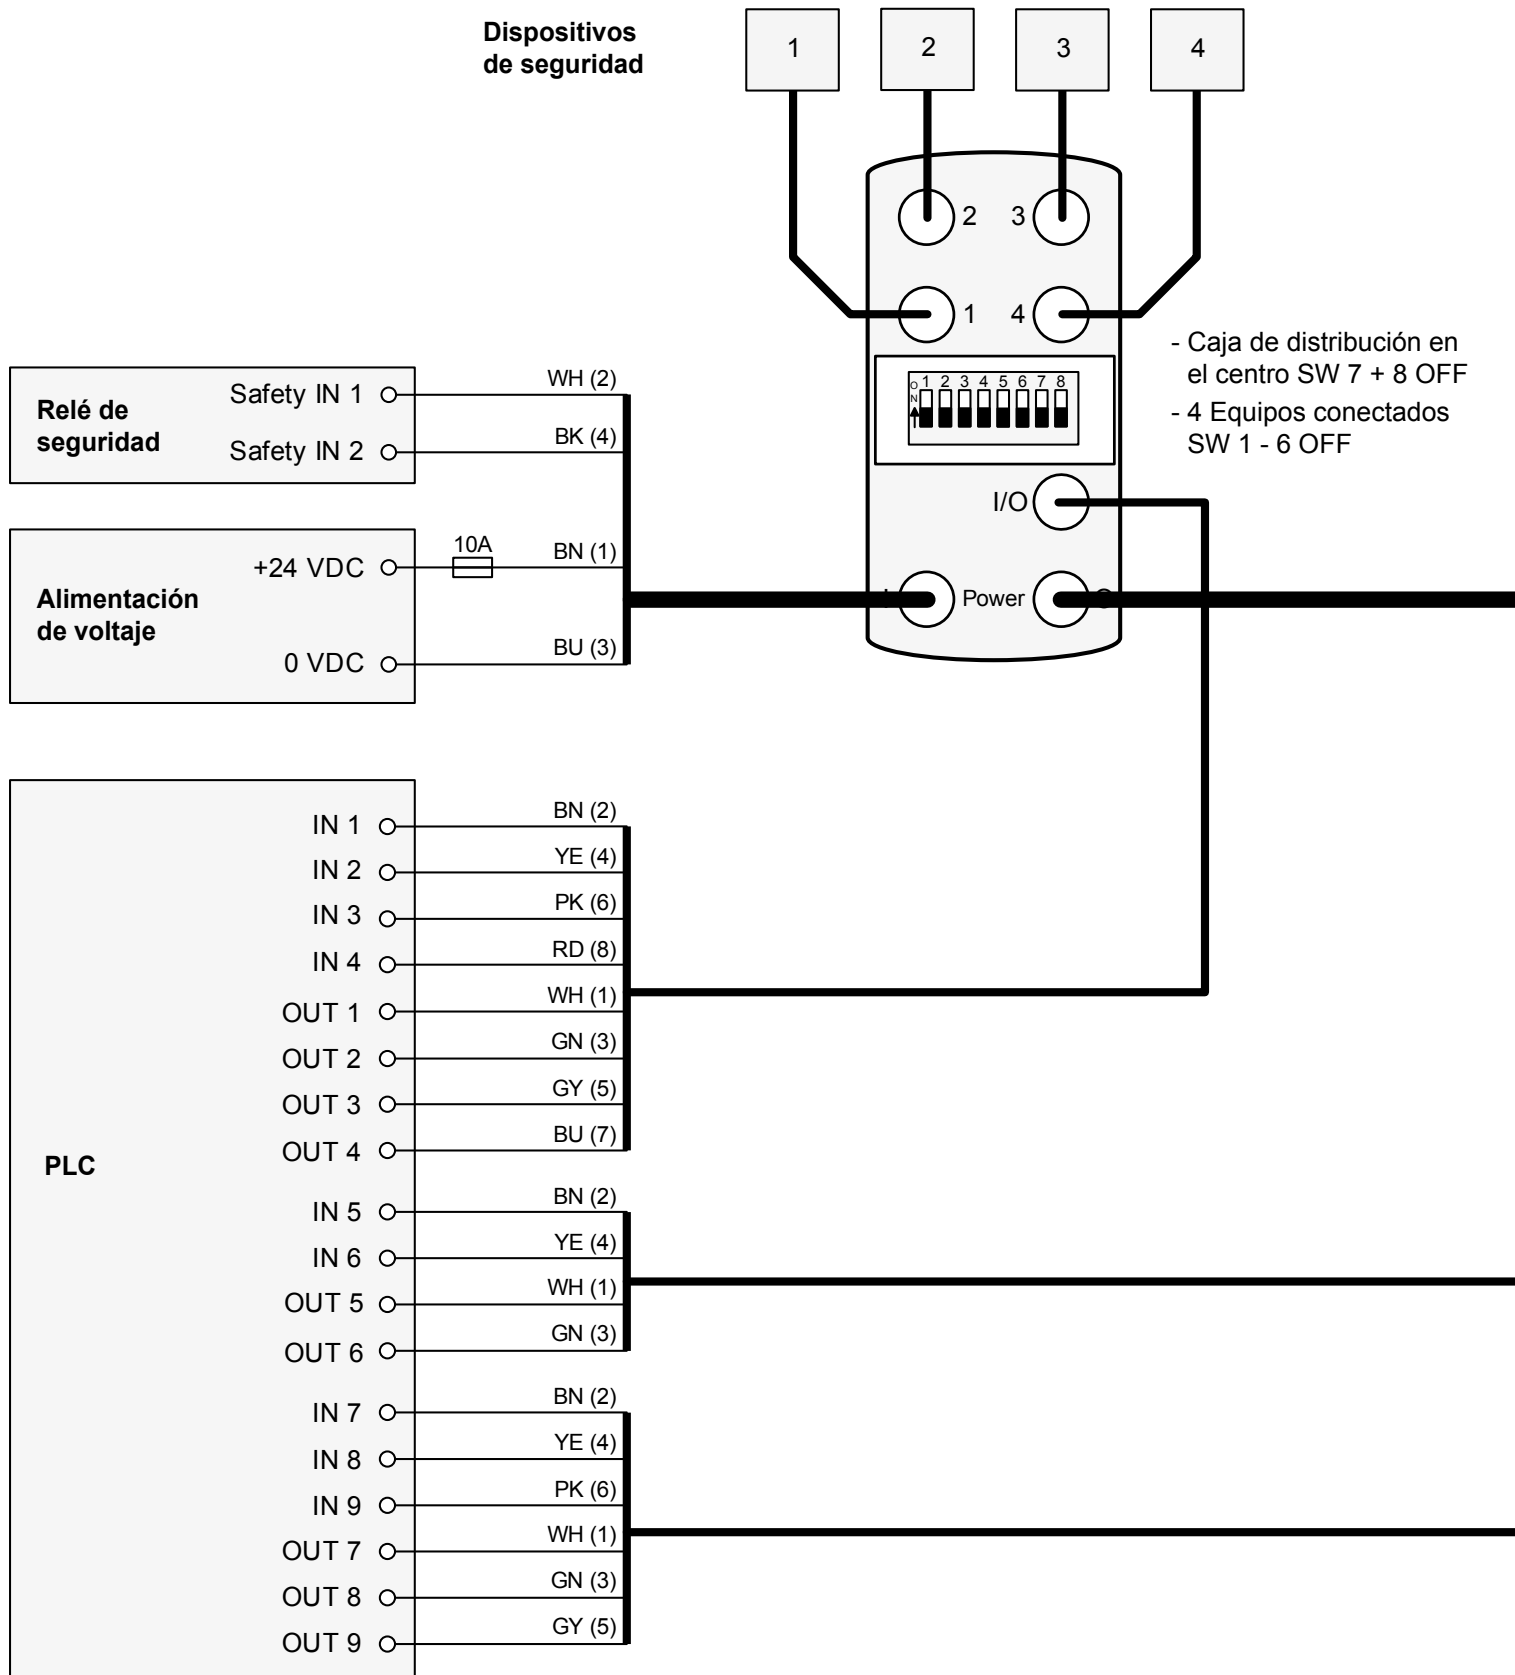 Dispositivos
de seguridad
1
2
3
4
2
3
1
4
- Caja de distribución en
el centro SW 7 + 8 OFF
- 4 Equipos conectados
SW 1 - 6 OFF
ON
1 2 3 4 5 6 7 8
I/O
I
Power
O
Relé de
seguridad
Safety IN 1
WH (2)
Safety IN 2
BK (4)
Alimentación
de voltaje
+24 VDC
10A
BN (1)
0 VDC
BU (3)
PLC
IN 1
BN (2)
IN 2
YE (4)
IN 3
PK (6)
IN 4
RD (8)
OUT 1
WH (1)
OUT 2
GN (3)
OUT 3
GY (5)
OUT 4
BU (7)
IN 5
BN (2)
IN 6
YE (4)
OUT 5
WH (1)
OUT 6
GN (3)
IN 7
BN (2)
IN 8
YE (4)
IN 9
PK (6)
OUT 7
WH (1)
OUT 8
GN (3)
OUT 9
GY (5)